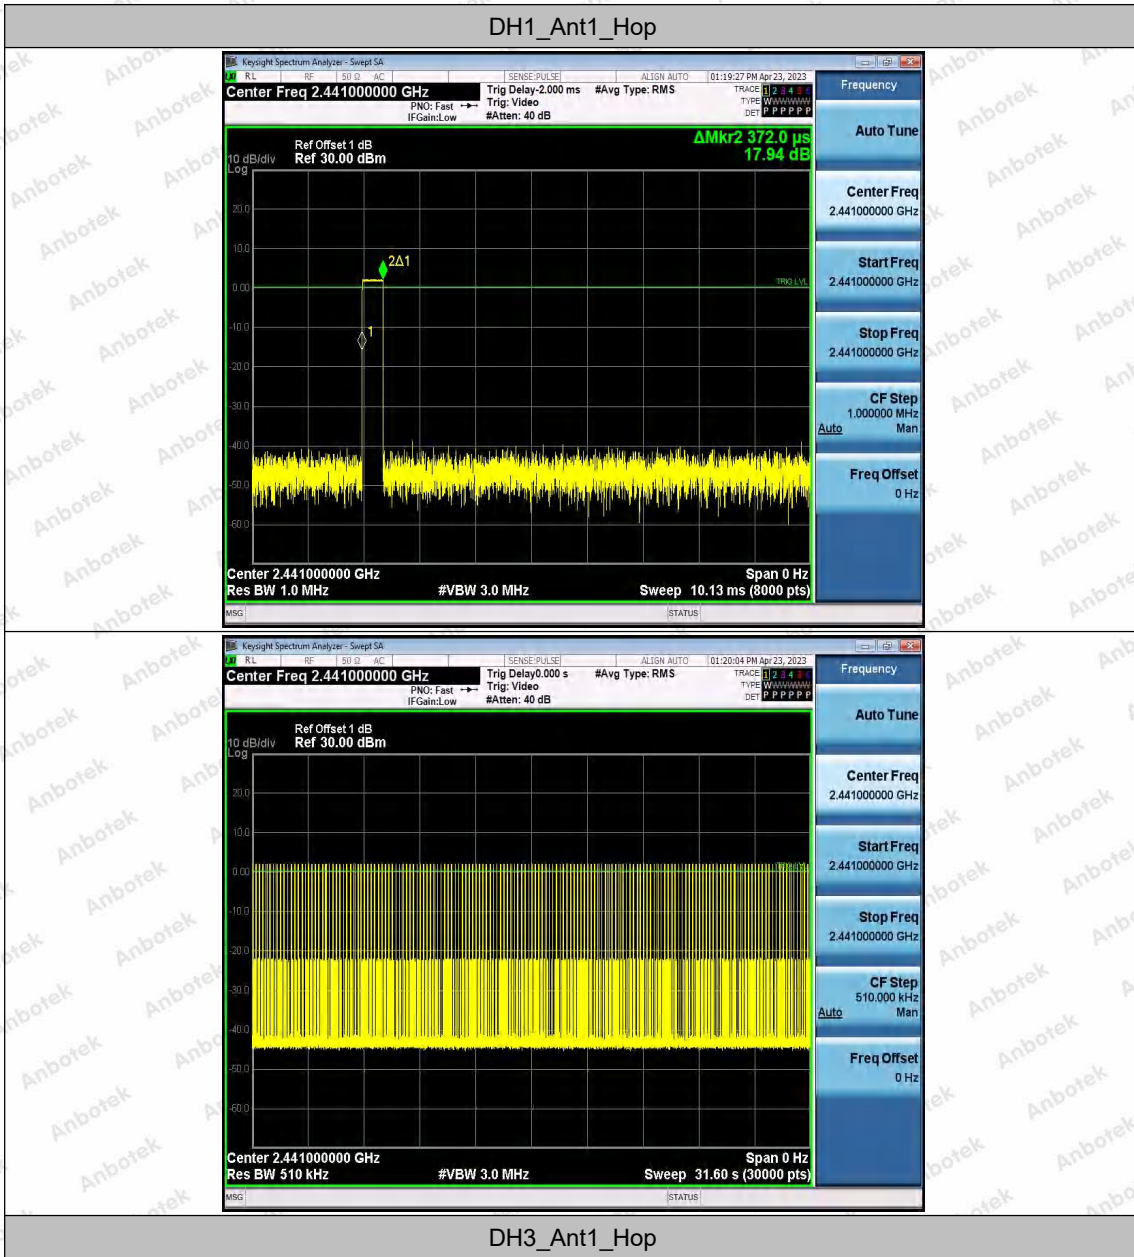 DH1_Ant1_Hop
Keysight Spectrum Analyzer - Swept SA
RL RF 50 Ω AC SENSE:PULSE ALIGN AUTO 01:19:27 PM Apr 23, 2023
Center Freq 2.441000000 GHz
PNO: Fast
IFGain:Low
Trig Delay-2.000 ms
Trig: Video
#Atten: 40 dB
#Avg Type: RMS
TRACE 1 2 3 4 5 6
TYPE WWWWWW
DET P P P P P P
ΔMkr2 372.0 µs
17.94 dB
Ref Offset 1 dB
10 dB/div Ref 30.00 dBm
Log
20.0
10.0
2Δ1
0.00
TRIG LVL
-10.0
1
-20.0
-30.0
-40.0
-50.0
-60.0
Center 2.441000000 GHz Span 0 Hz
Res BW 1.0 MHz #VBW 3.0 MHz Sweep 10.13 ms (8000 pts)
MSG STATUS
Frequency
Auto Tune
Center Freq
2.441000000 GHz
Start Freq
2.441000000 GHz
Stop Freq
2.441000000 GHz
CF Step
1.000000 MHz
Auto Man
Freq Offset
0 Hz
Keysight Spectrum Analyzer - Swept SA
RL RF 50 Ω AC SENSE:PULSE ALIGN AUTO 01:20:04 PM Apr 23, 2023
Center Freq 2.441000000 GHz
PNO: Fast
IFGain:Low
Trig Delay0.000 s
Trig: Video
#Atten: 40 dB
#Avg Type: RMS
TRACE 1 2 3 4 5 6
TYPE WWWWWW
DET P P P P P P
Ref Offset 1 dB
10 dB/div Ref 30.00 dBm
Log
20.0
10.0
0.00
-10.0
-20.0
-30.0
-40.0
-50.0
-60.0
Center 2.441000000 GHz Span 0 Hz
Res BW 510 kHz #VBW 3.0 MHz Sweep 31.60 s (30000 pts)
MSG STATUS
Frequency
Auto Tune
Center Freq
2.441000000 GHz
Start Freq
2.441000000 GHz
Stop Freq
2.441000000 GHz
CF Step
510.000 kHz
Auto Man
Freq Offset
0 Hz
DH3_Ant1_Hop
Anbotek